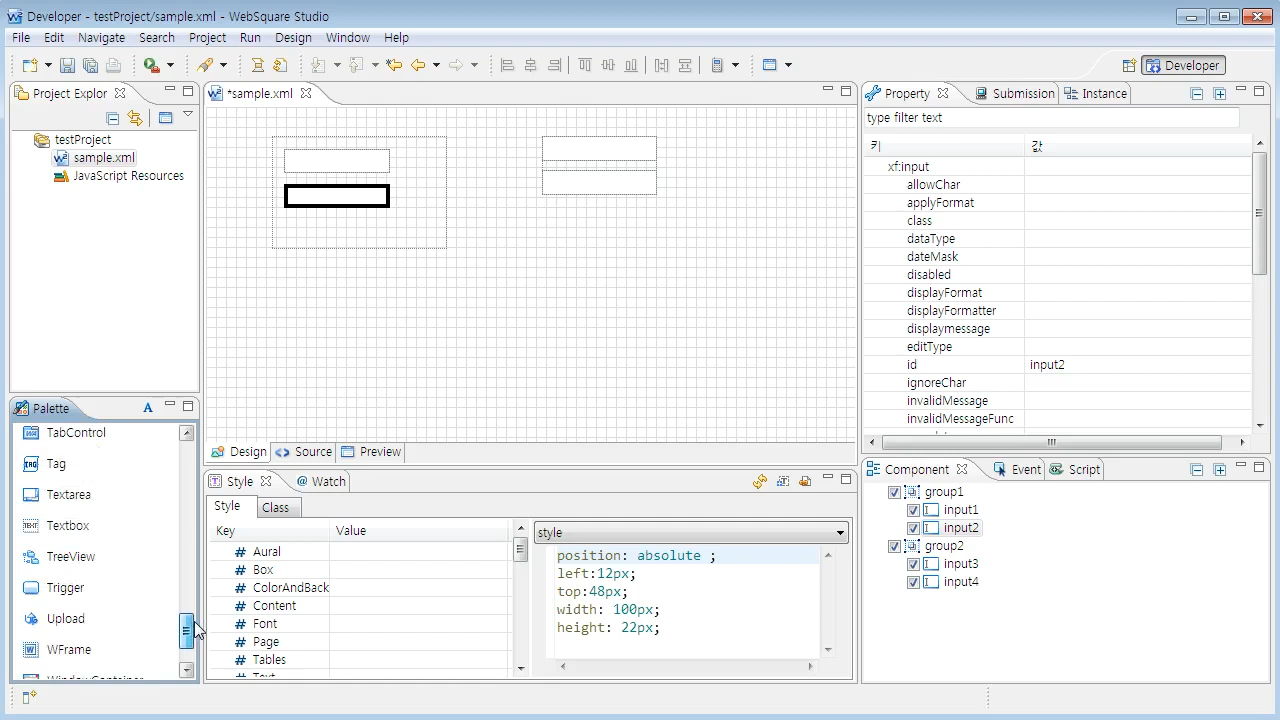 Developer - testProject/sample.xml - WebSquare Studio
File Edit Navigate Search Project Run Design Window Help
Developer
Project Explor
testProject
sample.xml
JavaScript Resources
*sample.xml
Design Source Preview
Property Submission Instance
type filter text
키 값
xf:input
allowChar
applyFormat
class
dataType
dateMask
disabled
displayFormat
displayFormatter
displaymessage
editType
id input2
ignoreChar
invalidMessage
invalidMessageFunc
Palette A
TabControl
Tag
Textarea
Textbox
TreeView
Trigger
Upload
WFrame
Window Container
Style @ Watch
Style Class
Key Value
# Aural
# Box
# ColorAndBack
# Content
# Font
# Page
# Tables
# Text
style
position: absolute ;
left:12px;
top:48px;
width: 100px;
height: 22px;
Component Event Script
group1
input1
input2
group2
input3
input4